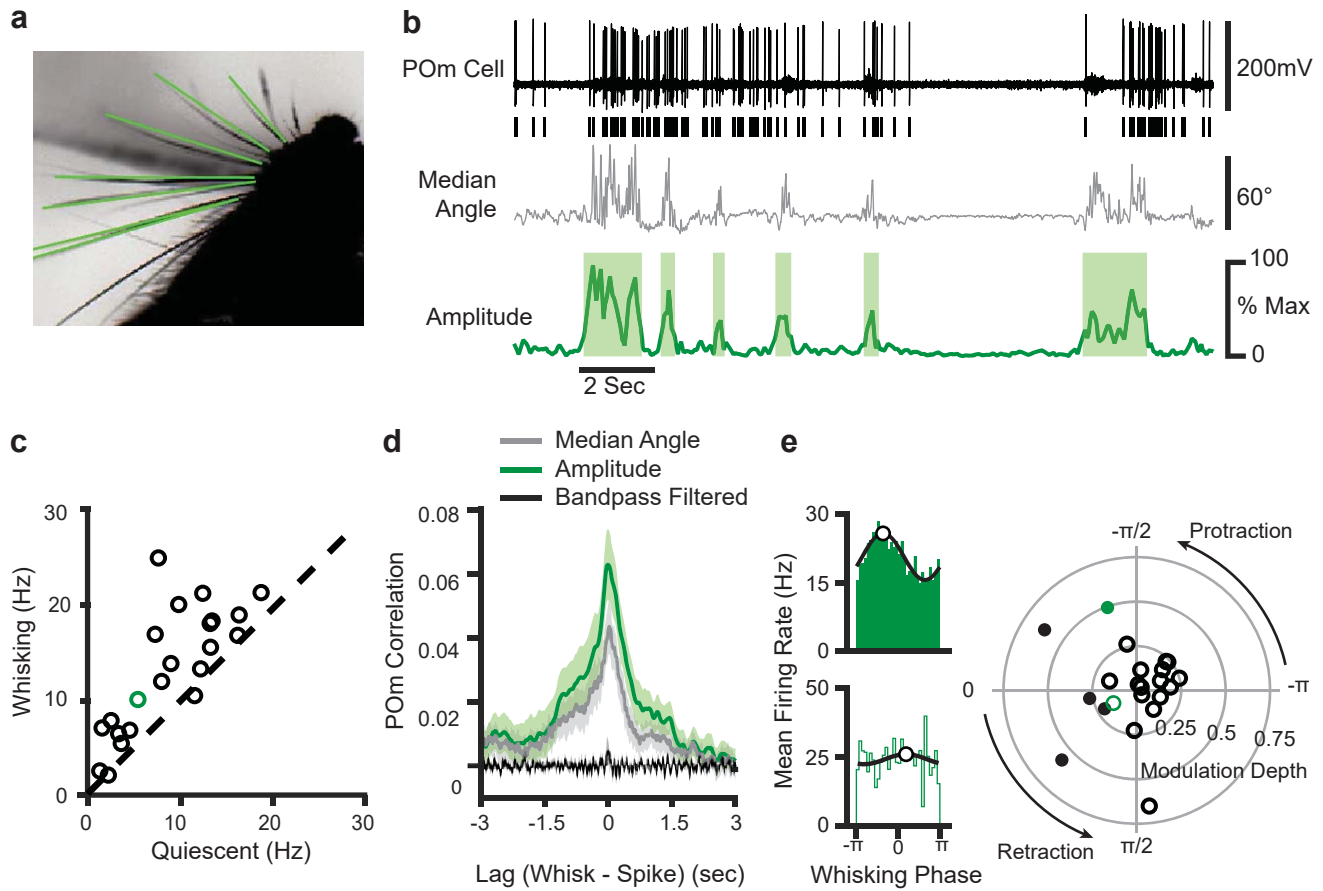 a
b
POm Cell
200mV
Median
Angle
60°
Amplitude
100
% Max
0
2 Sec
c
30
20
10
0
Whisking (Hz)
0
10
20
30
Quiescent (Hz)
d
Median Angle
Amplitude
Bandpass Filtered
0.08
0.06
0.04
0.02
0
POm Correlation
-3
-1.5
0
1.5
3
Lag (Whisk - Spike) (sec)
e
30
15
0
50
25
0
Mean Firing Rate (Hz)
-π
0
π
Whisking Phase
-π/2
Protraction
0
-π
0.25
0.5
0.75
Modulation Depth
Retraction
π/2